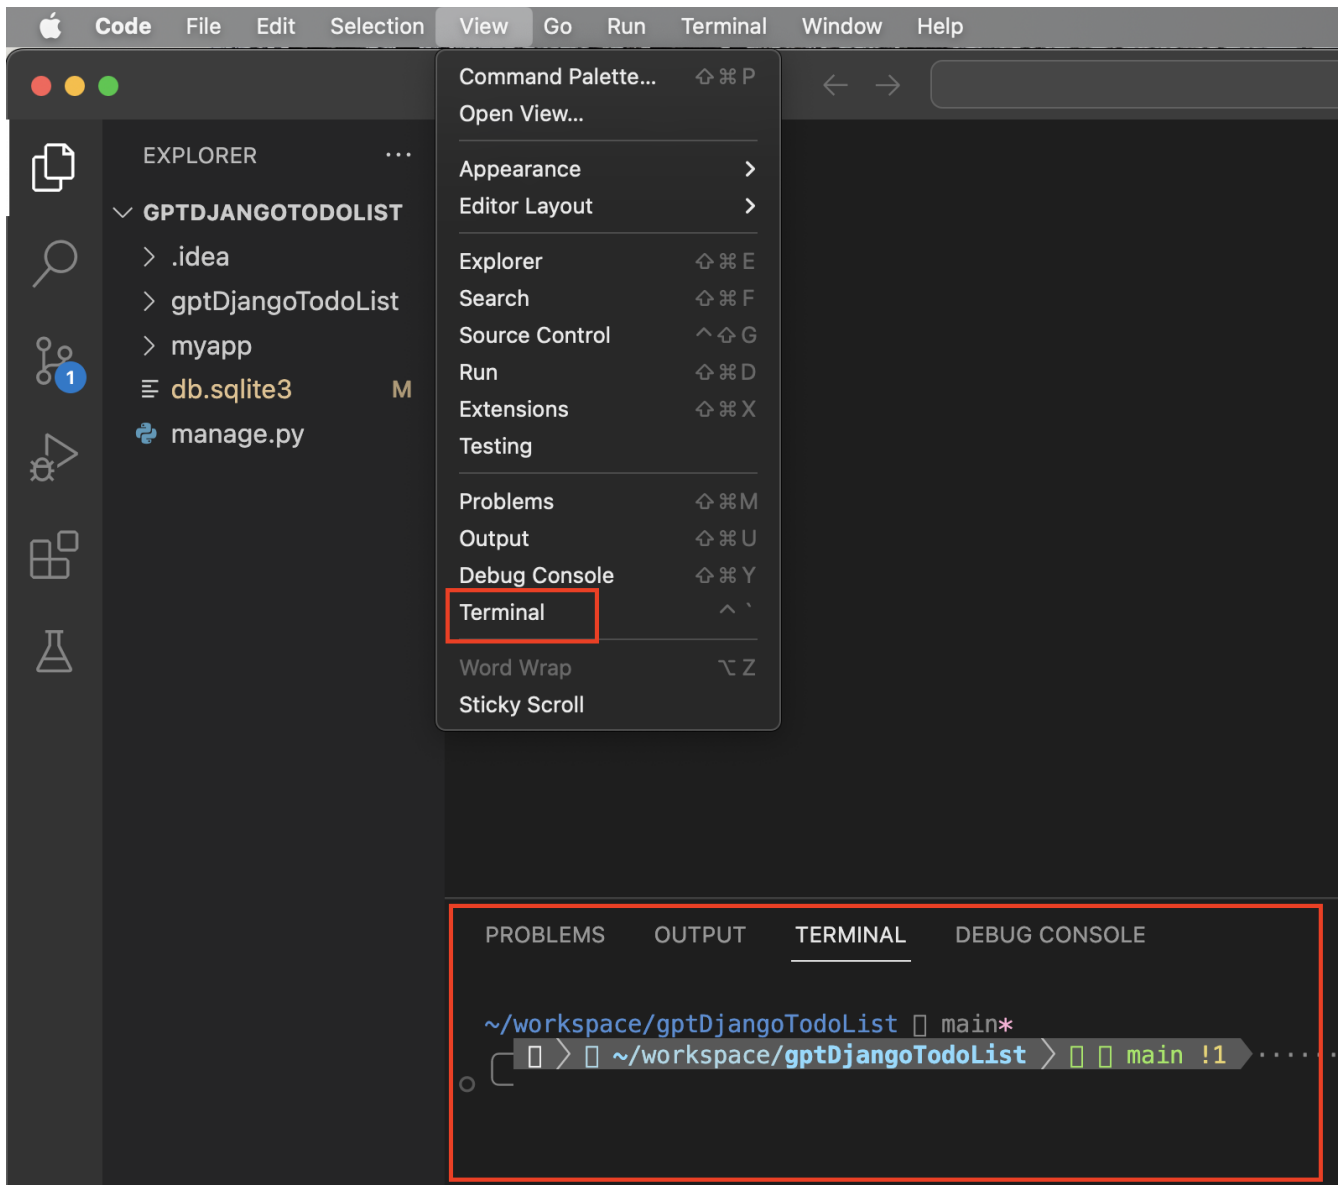 Code File Edit Selection View Go Run Terminal Window Help
Command Palette... ⇧⌘P
Open View...
Appearance
Editor Layout
Explorer ⇧⌘E
Search ⇧⌘F
Source Control ⌃⇧G
Run ⇧⌘D
Extensions ⇧⌘X
Testing
Problems ⇧⌘M
Output ⇧⌘U
Debug Console ⇧⌘Y
Terminal ⌃`
Word Wrap ⌥Z
Sticky Scroll
EXPLORER ...
GPTDJANGOTODOLIST
.idea
gptDjangoTodoList
myapp
db.sqlite3 M
manage.py
1
PROBLEMS OUTPUT TERMINAL DEBUG CONSOLE
~/workspace/gptDjangoTodoList main*
~/workspace/gptDjangoTodoList main !1